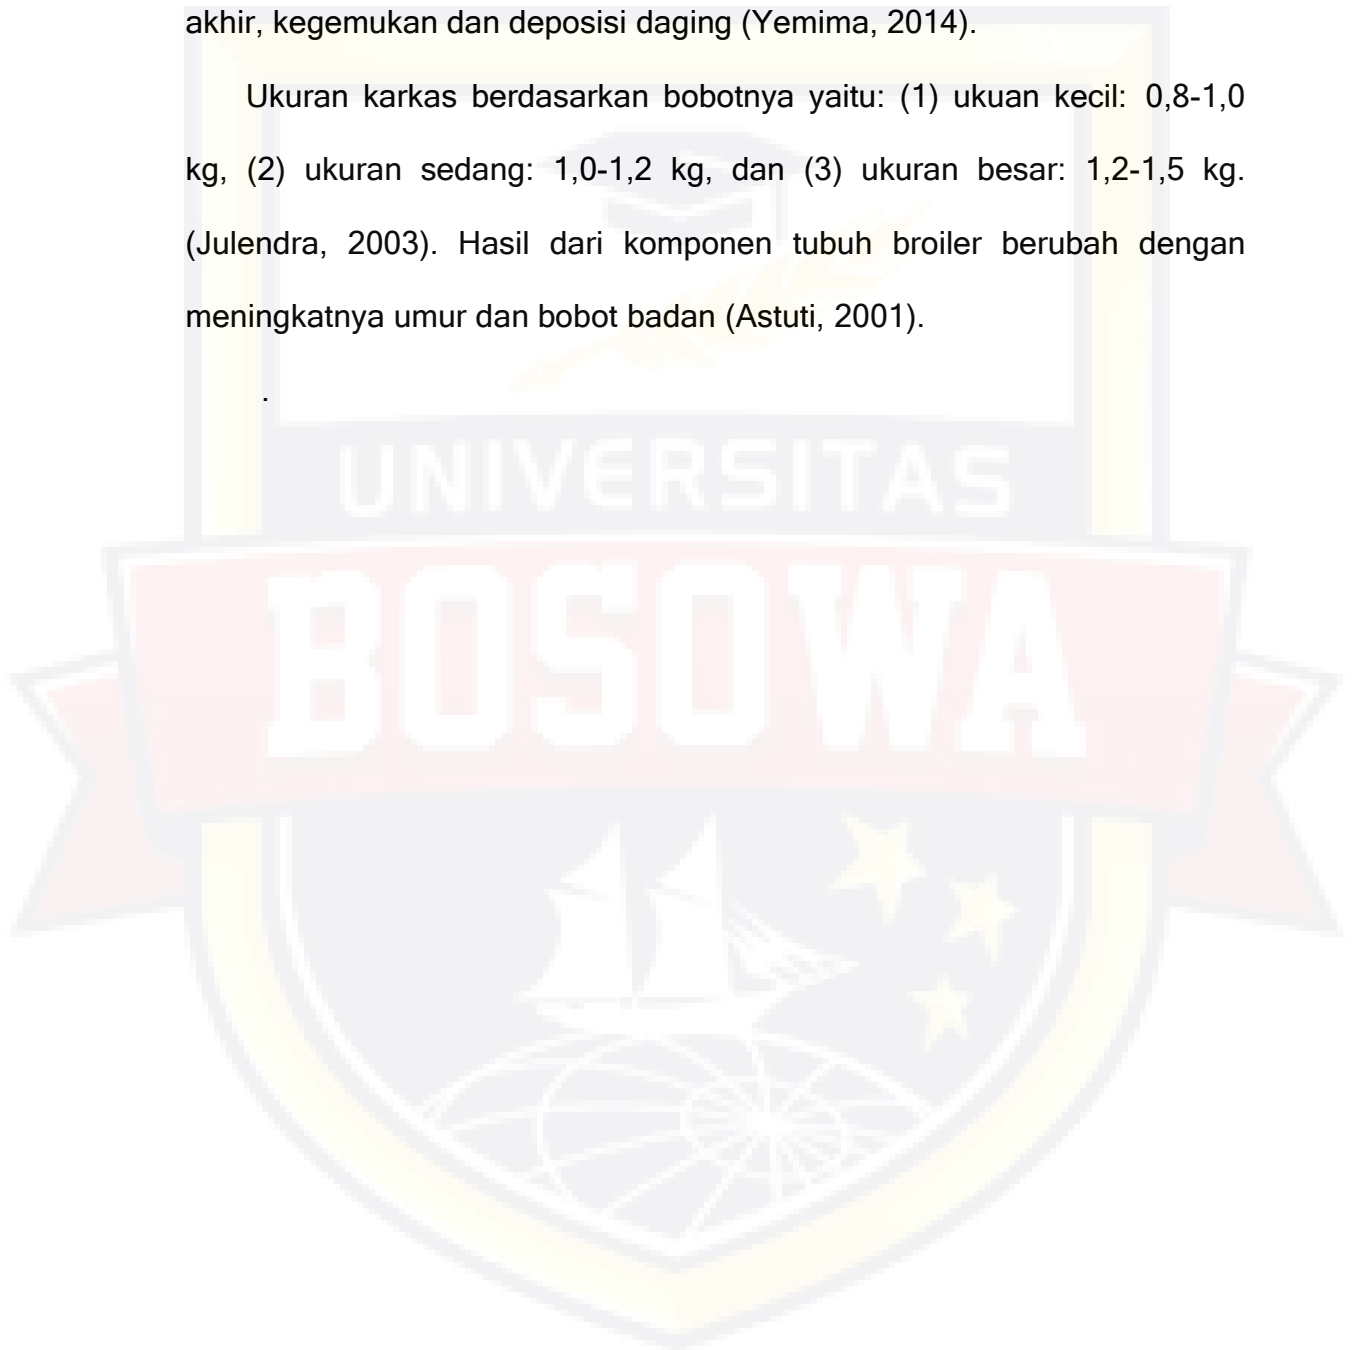 akhir, kegemukan dan deposisi daging (Yemima, 2014).
Ukuran karkas berdasarkan bobotnya yaitu: (1) ukuan kecil: 0,8-1,0
kg, (2) ukuran sedang: 1,0-1,2 kg, dan (3) ukuran besar: 1,2-1,5 kg.
(Julendra, 2003). Hasil dari komponen tubuh broiler berubah dengan
meningkatnya umur dan bobot badan (Astuti, 2001).
.
UNIVERSITAS
BOSOWA